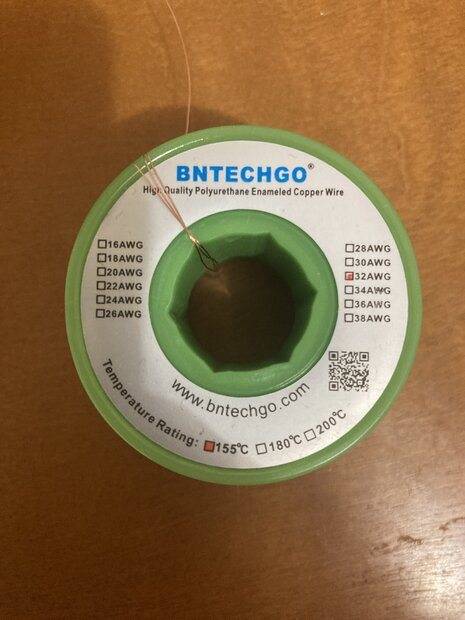 BNTECHGO®
High Quality Polyurethane Enameled Copper Wire
16AWG
18AWG
20AWG
22AWG
24AWG
26AWG
28AWG
30AWG
32AWG
34AWG
36AWG
38AWG
www.bntechgo.com
Temperature Rating: 155℃ 180℃ 200℃